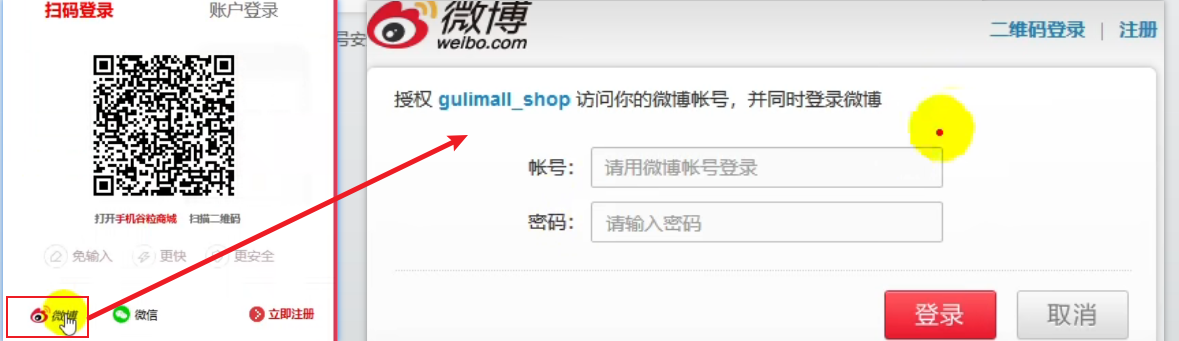 扫码登录 账户登录
打开手机谷粒商城 扫描二维码
免输入 更快 更安全
微博 微信 立即注册
号安
微博
weibo.com
二维码登录 | 注册
授权 gulimall_shop 访问你的微博帐号，并同时登录微博
帐号： 请用微博帐号登录
密码： 请输入密码
登录 取消